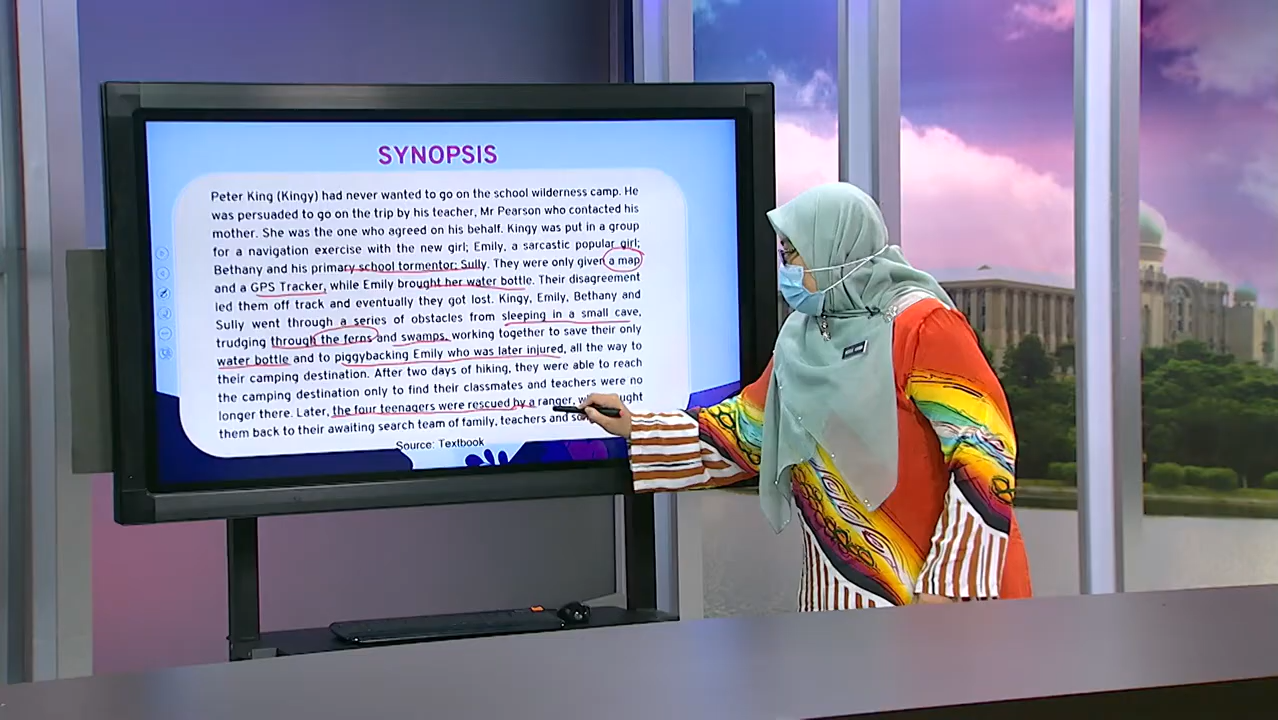 SYNOPSIS
Peter King (Kingy) had never wanted to go on the school wilderness camp. He
was persuaded to go on the trip by his teacher, Mr Pearson who contacted his
mother. She was the one who agreed on his behalf. Kingy was put in a group
for a navigation exercise with the new girl; Emily, a sarcastic popular girl;
Bethany and his primary school tormentor; Sully. They were only given a map
and a GPS Tracker, while Emily brought her water bottle. Their disagreement
led them off track and eventually they got lost. Kingy, Emily, Bethany and
Sully went through a series of obstacles from sleeping in a small cave,
trudging through the ferns and swamps, working together to save their only
water bottle and to piggybacking Emily who was later injured, all the way to
their camping destination. After two days of hiking, they were able to reach
the camping destination only to find their classmates and teachers were no
longer there. Later, the four teenagers were rescued by a ranger,
them back to their awaiting search team of family, teachers and
Source: Textbook